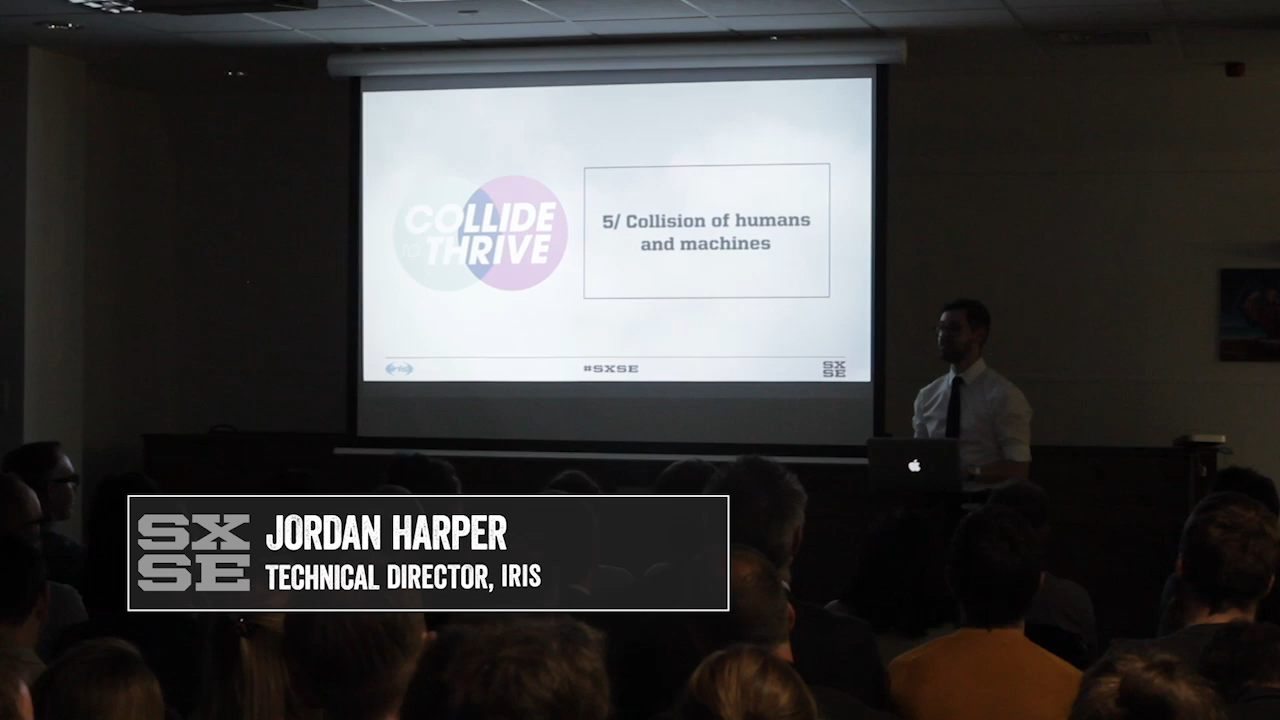 COLLIDE
TO THRIVE
5/ Collision of humans
and machines
iris
#SXSE
SX
SE
SX
SE
JORDAN HARPER
TECHNICAL DIRECTOR, IRIS